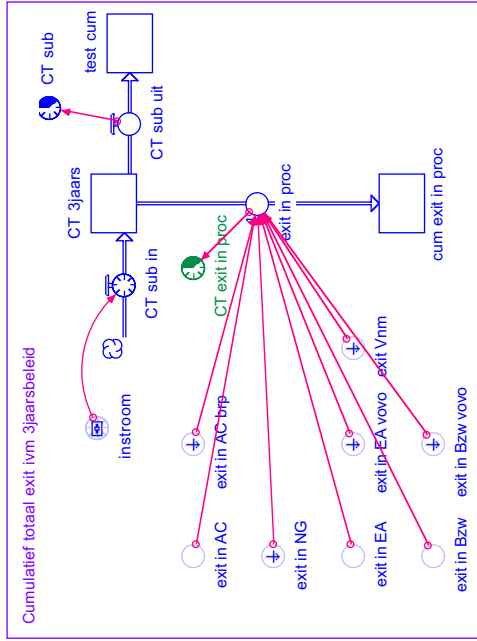 Cumulatief totaal exit ivm 3jaarsbeleid
instroom
CT sub in
CT 3jaars
CT sub uit
CT sub
test cum
CT exit in proc
exit in proc
cum exit in proc
exit in AC brp
exit in AC
exit in NG
exit in EA vovo
exit Vnm
exit in EA
exit in Bzw vovo
exit in Bzw